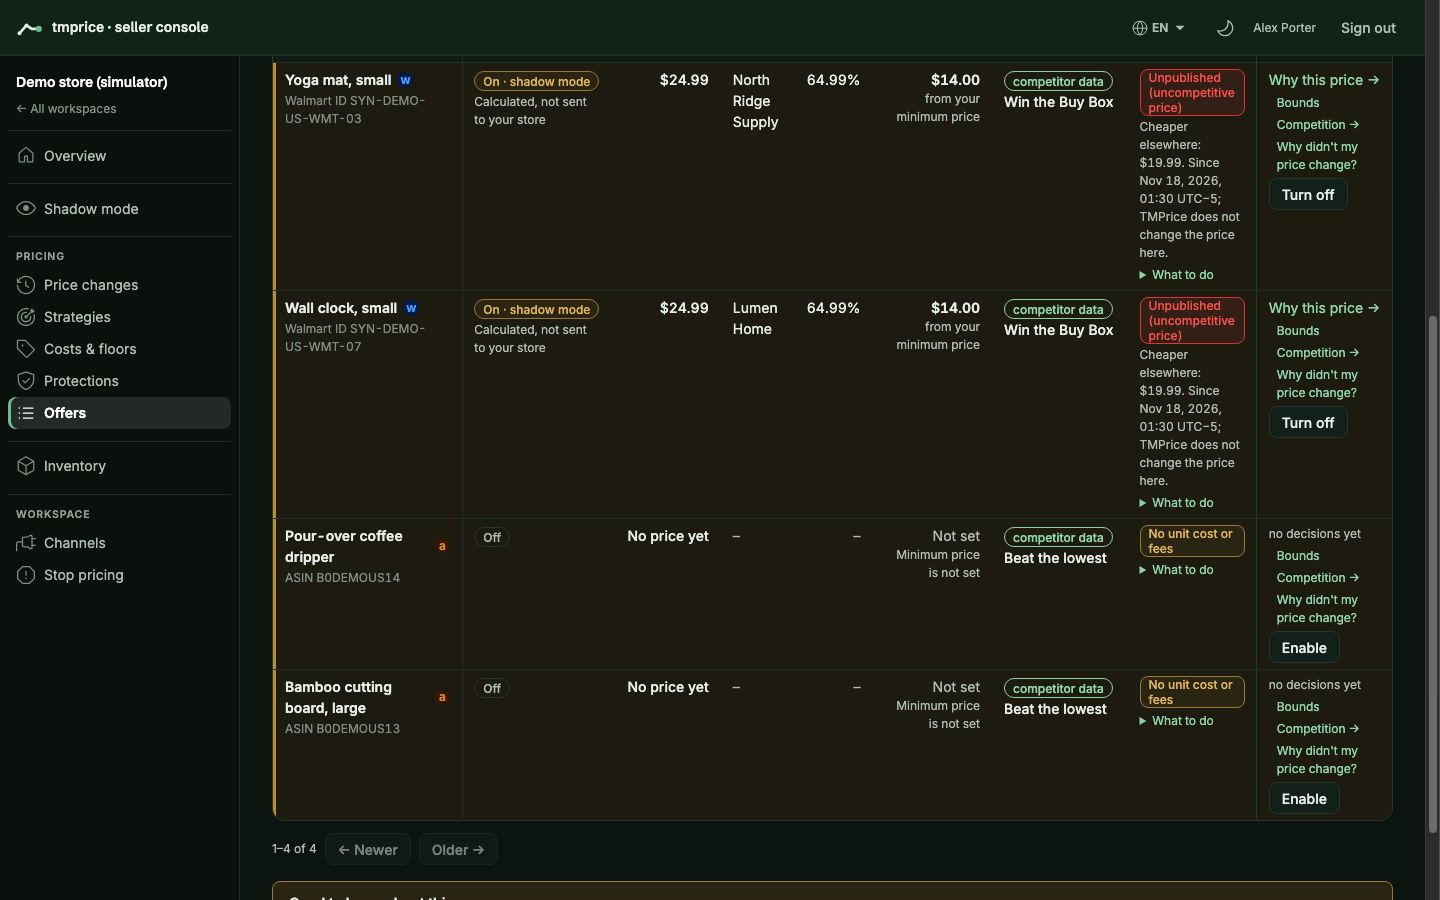 tmprice · seller console
EN
Alex Porter
Sign out
Demo store (simulator)
← All workspaces
Overview
Shadow mode
PRICING
Price changes
Strategies
Costs & floors
Protections
Offers
Inventory
WORKSPACE
Channels
Stop pricing
Yoga mat, small W
Walmart ID SYN-DEMO-
US-WMT-03
On · shadow mode
Calculated, not sent
to your store
$24.99
North
Ridge
Supply
64.99%
$14.00
from your
minimum price
competitor data
Win the Buy Box
Unpublished
(uncompetitive
price)
Cheaper
elsewhere:
$19.99. Since
Nov 18, 2026,
01:30 UTC−5;
TMPrice does not
change the price
here.
▶ What to do
Why this price →
Bounds
Competition →
Why didn't my
price change?
Turn off
Wall clock, small W
Walmart ID SYN-DEMO-
US-WMT-07
On · shadow mode
Calculated, not sent
to your store
$24.99
Lumen
Home
64.99%
$14.00
from your
minimum price
competitor data
Win the Buy Box
Unpublished
(uncompetitive
price)
Cheaper
elsewhere:
$19.99. Since
Nov 18, 2026,
01:30 UTC−5;
TMPrice does not
change the price
here.
▶ What to do
Why this price →
Bounds
Competition →
Why didn't my
price change?
Turn off
Pour-over coffee
dripper
a
ASIN B0DEMOUS14
Off
No price yet
–
–
Not set
Minimum price
is not set
competitor data
Beat the lowest
No unit cost or
fees
▶ What to do
no decisions yet
Bounds
Competition →
Why didn't my
price change?
Enable
Bamboo cutting
board, large
a
ASIN B0DEMOUS13
Off
No price yet
–
–
Not set
Minimum price
is not set
competitor data
Beat the lowest
No unit cost or
fees
▶ What to do
no decisions yet
Bounds
Competition →
Why didn't my
price change?
Enable
1–4 of 4
← Newer
Older →